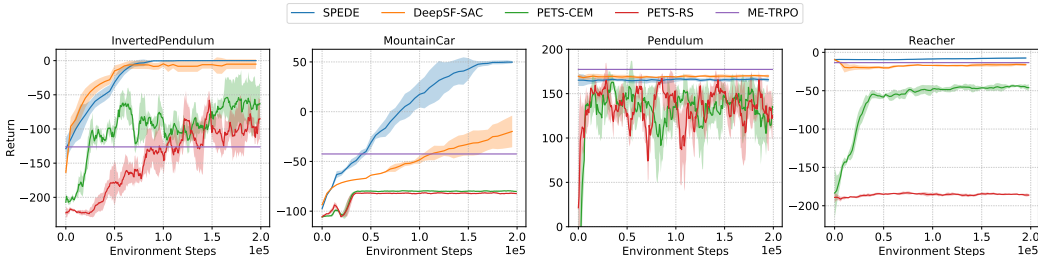 SPEDE DeepSF-SAC PETS-CEM PETS-RS ME-TRPO
InvertedPendulum MountainCar Pendulum Reacher
Return
0
−50
−100
−150
−200
0.0 0.5 1.0 1.5 2.0
Environment Steps 1e5
50
0
−50
−100
0.0 0.5 1.0 1.5 2.0
Environment Steps 1e5
200
150
100
50
0
0.0 0.5 1.0 1.5 2.0
Environment Steps 1e5
0
−50
−100
−150
−200
0.0 0.5 1.0 1.5 2.0
Environment Steps 1e5